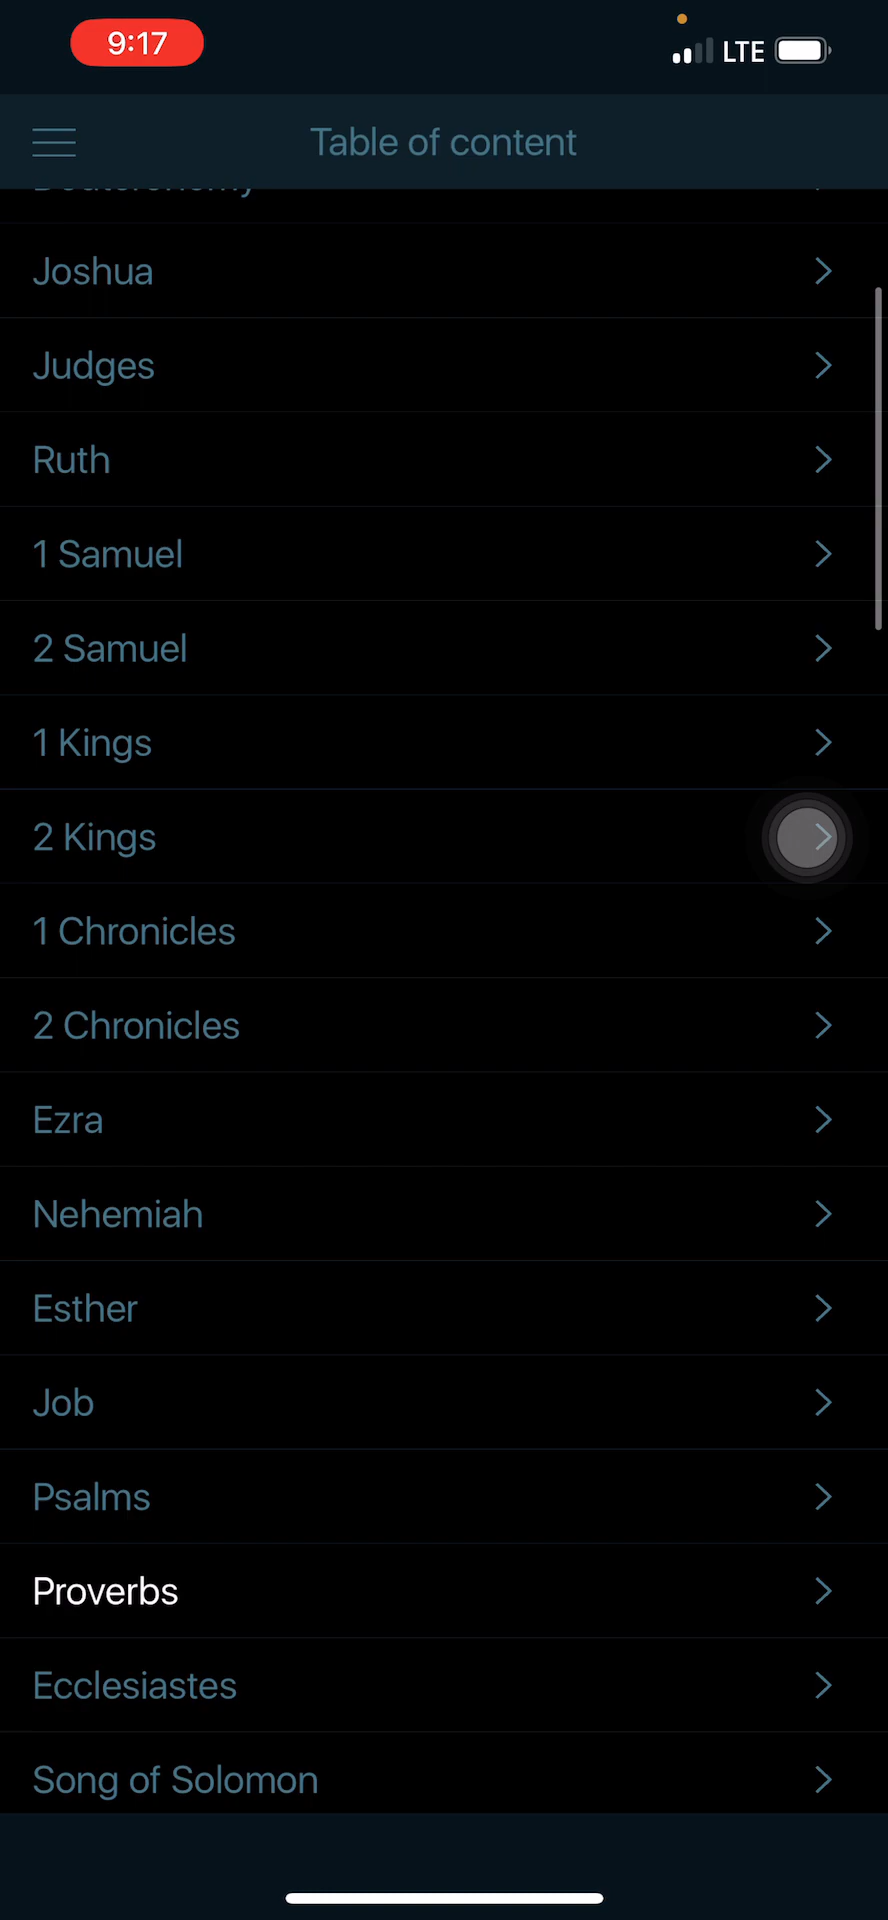 9:17
LTE
Table of content
Joshua
Judges
Ruth
1 Samuel
2 Samuel
1 Kings
2 Kings
1 Chronicles
2 Chronicles
Ezra
Nehemiah
Esther
Job
Psalms
Proverbs
Ecclesiastes
Song of Solomon